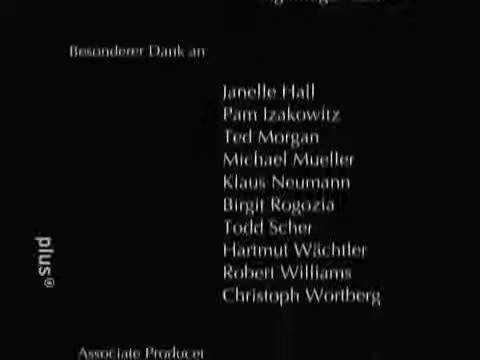 Besonderer Dank an
Janelle Hall
Pam Izakowitz
Ted Morgan
Michael Mueller
Klaus Neumann
Birgit Rogozia
Todd Scher
Hartmut Wächtler
Robert Williams
Christoph Wortberg
plus®
Associate Producer